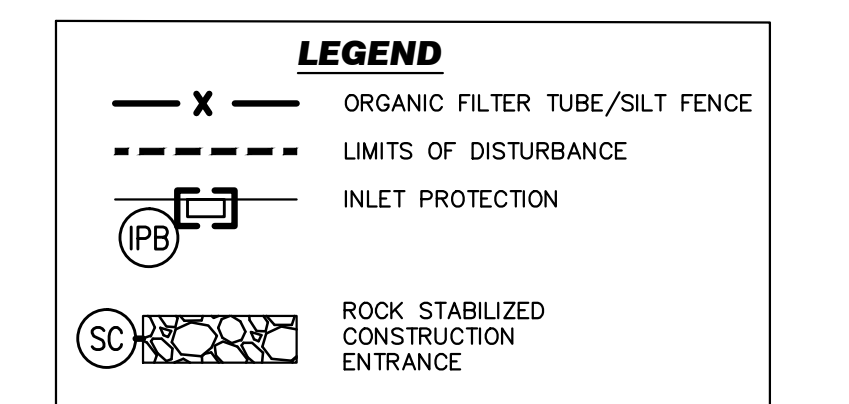 LEGEND
X ORGANIC FILTER TUBE/SILT FENCE
LIMITS OF DISTURBANCE
INLET PROTECTION
IPB
ROCK STABILIZED
SC CONSTRUCTION
ENTRANCE